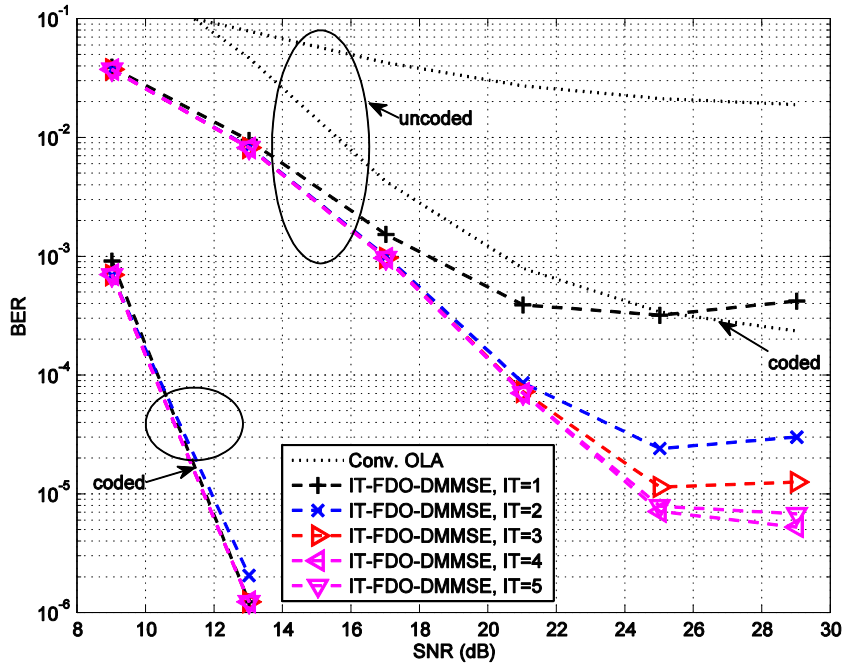 10^-1
10^-2
10^-3
10^-4
10^-5
10^-6
BER
uncoded
coded
coded
Conv. OLA
IT-FDO-DMMSE, IT=1
IT-FDO-DMMSE, IT=2
IT-FDO-DMMSE, IT=3
IT-FDO-DMMSE, IT=4
IT-FDO-DMMSE, IT=5
8 10 12 14 16 18 20 22 24 26 28 30
SNR (dB)